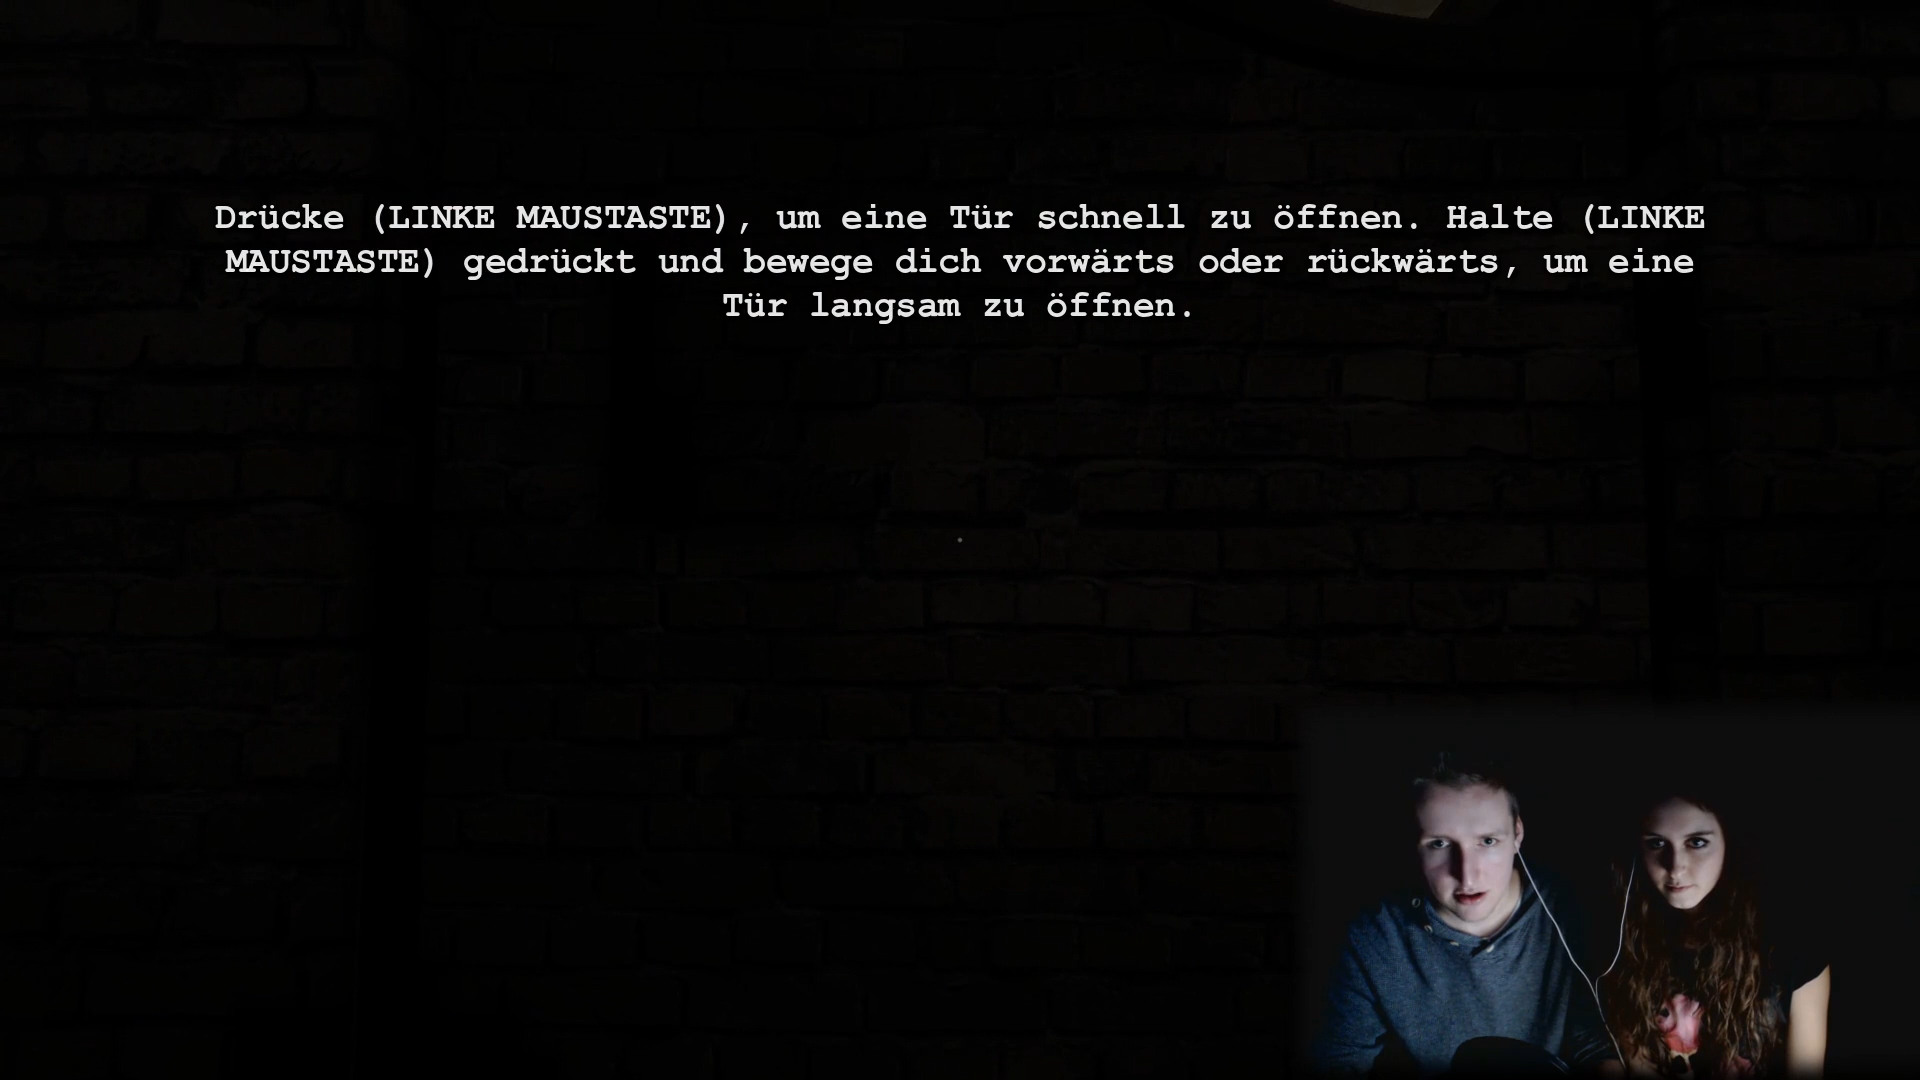 Drücke (LINKE MAUSTASTE), um eine Tür schnell zu öffnen. Halte (LINKE
MAUSTASTE) gedrückt und bewege dich vorwärts oder rückwärts, um eine
Tür langsam zu öffnen.